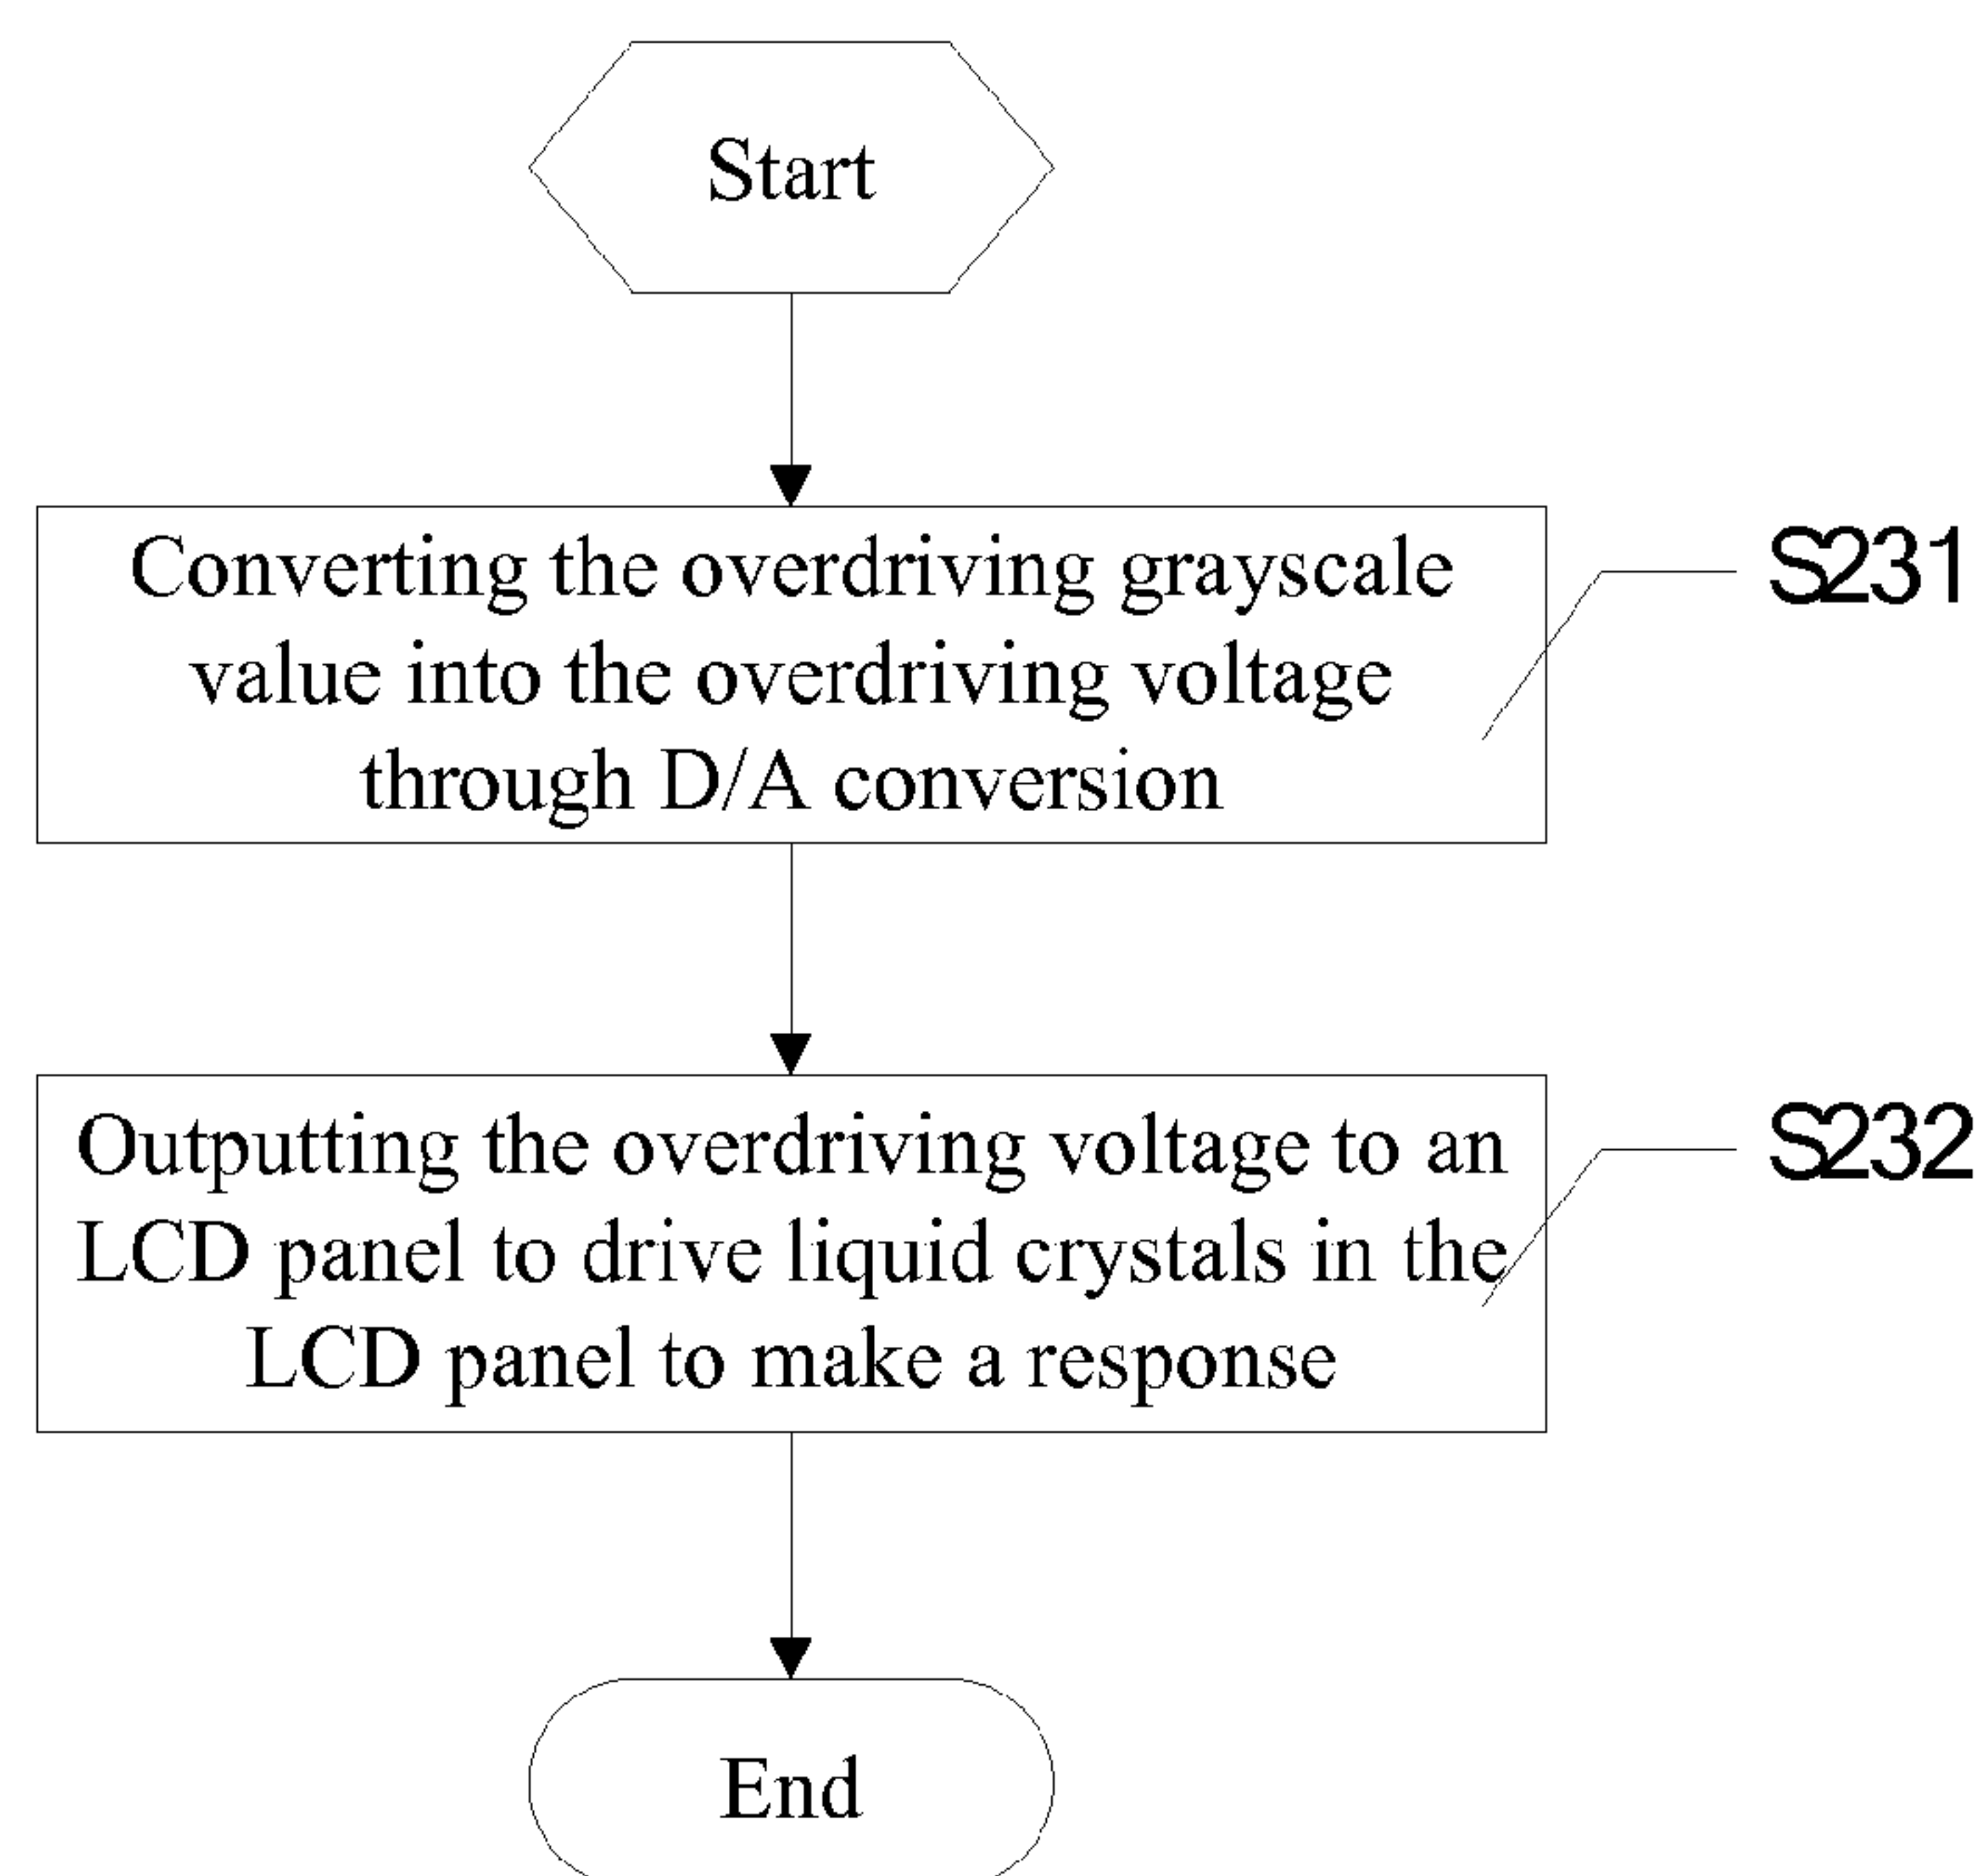 Start
Converting the overdriving grayscale
value into the overdriving voltage
through D/A conversion
S231
Outputting the overdriving voltage to an
LCD panel to drive liquid crystals in the
LCD panel to make a response
S232
End